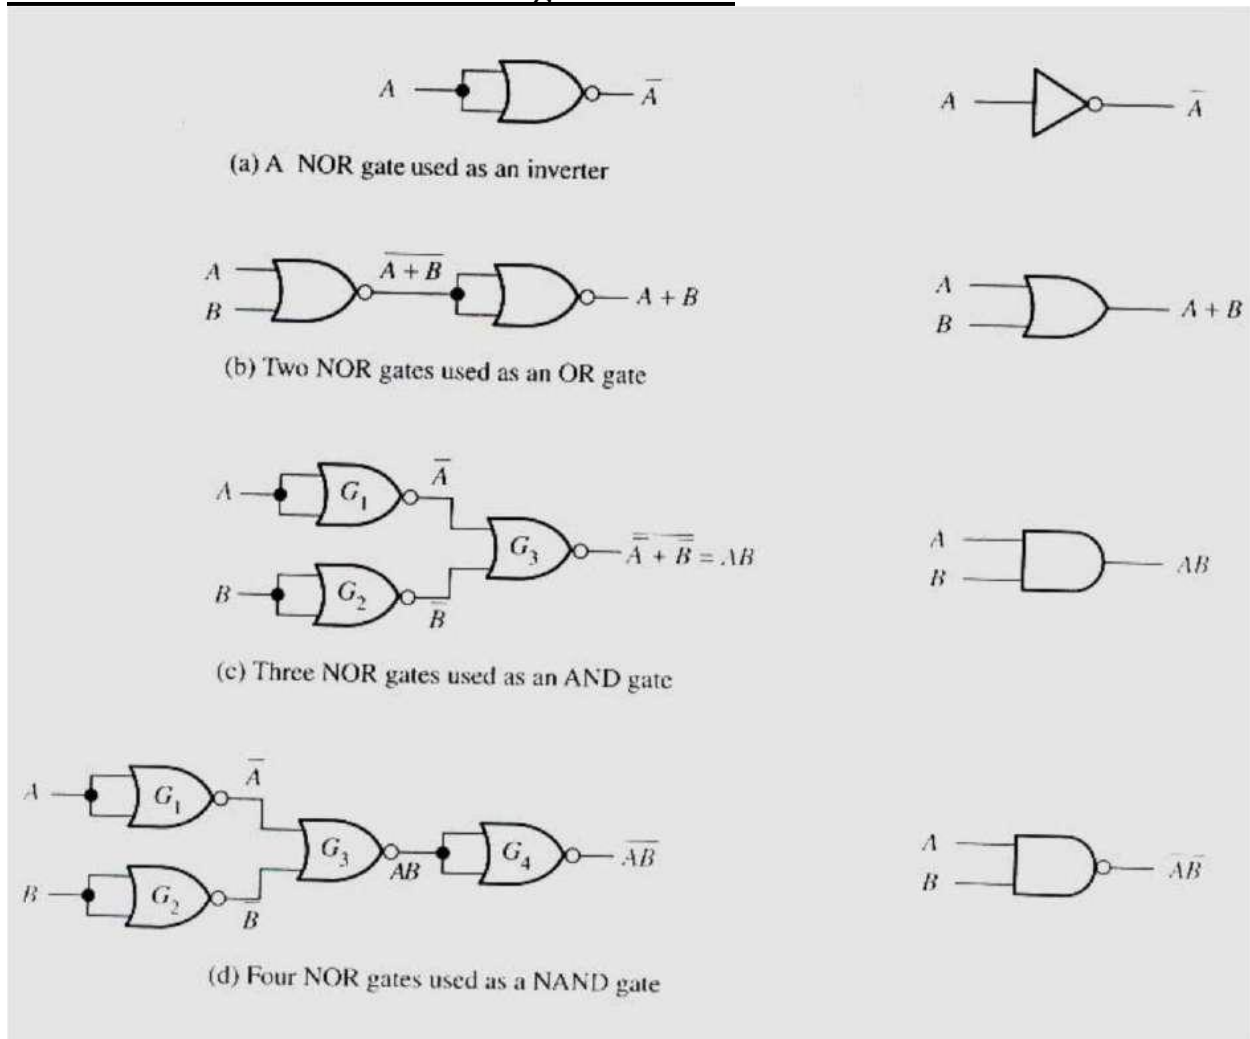 A A̅ A A̅
(a) A NOR gate used as an inverter
A B A̅ ̅+̅ ̅B̅ A + B A B A + B
(b) Two NOR gates used as an OR gate
A G₁ A̅
G₃ A̿ ̅+̅ ̅B̿ = AB A B AB
B G₂ B̅
(c) Three NOR gates used as an AND gate
A G₁ A̅
G₃ AB G₄ A̅B̅ A B A̅B̅
B G₂ B̅
(d) Four NOR gates used as a NAND gate